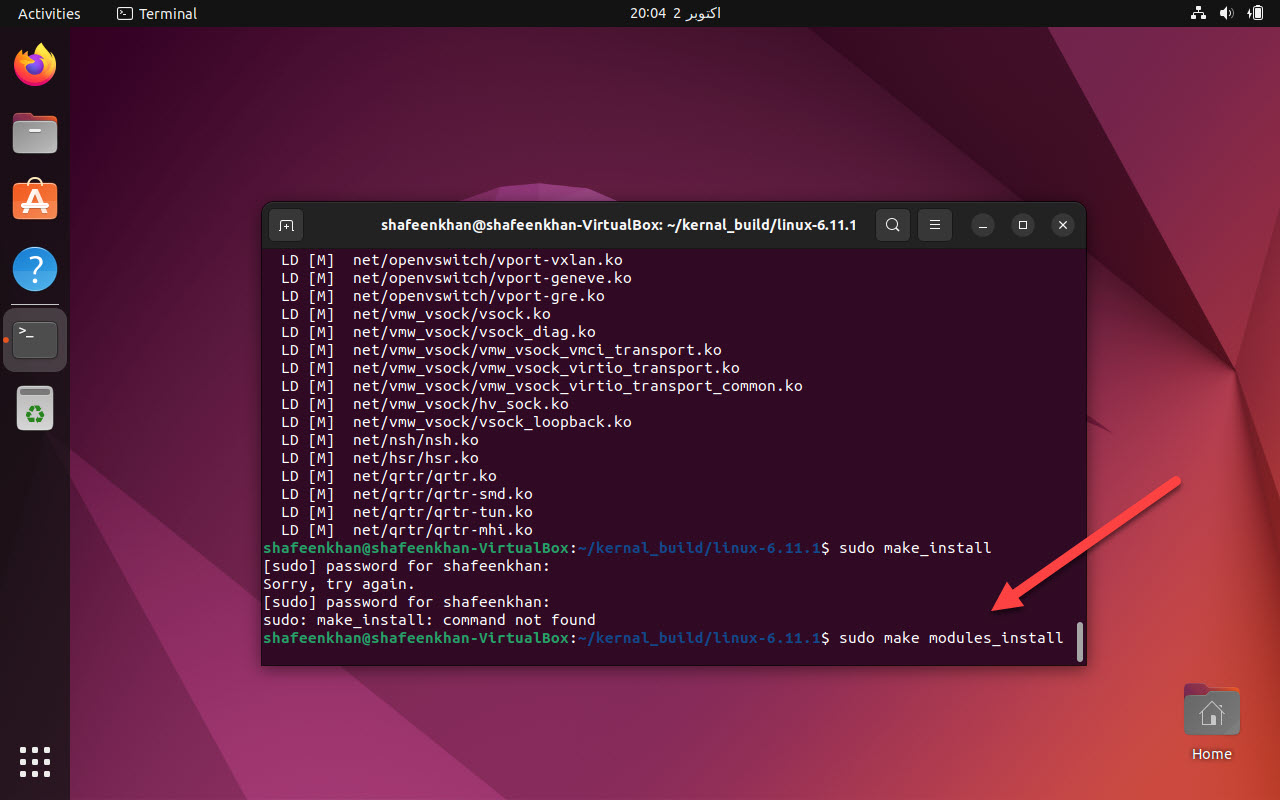 Activities
Terminal
20:04 2 اکتوبر
shafeenkhan@shafeenkhan-VirtualBox: ~/kernal_build/linux-6.11.1
LD [M]  net/openvswitch/vport-vxlan.ko
LD [M]  net/openvswitch/vport-geneve.ko
LD [M]  net/openvswitch/vport-gre.ko
LD [M]  net/vmw_vsock/vsock.ko
LD [M]  net/vmw_vsock/vsock_diag.ko
LD [M]  net/vmw_vsock/vmw_vsock_vmci_transport.ko
LD [M]  net/vmw_vsock/vmw_vsock_virtio_transport.ko
LD [M]  net/vmw_vsock/vmw_vsock_virtio_transport_common.ko
LD [M]  net/vmw_vsock/hv_sock.ko
LD [M]  net/vmw_vsock/vsock_loopback.ko
LD [M]  net/nsh/nsh.ko
LD [M]  net/hsr/hsr.ko
LD [M]  net/qrtr/qrtr.ko
LD [M]  net/qrtr/qrtr-smd.ko
LD [M]  net/qrtr/qrtr-tun.ko
LD [M]  net/qrtr/qrtr-mhi.ko
shafeenkhan@shafeenkhan-VirtualBox:~/kernal_build/linux-6.11.1$ sudo make_install
[sudo] password for shafeenkhan:
Sorry, try again.
[sudo] password for shafeenkhan:
sudo: make_install: command not found
shafeenkhan@shafeenkhan-VirtualBox:~/kernal_build/linux-6.11.1$ sudo make modules_install
Home